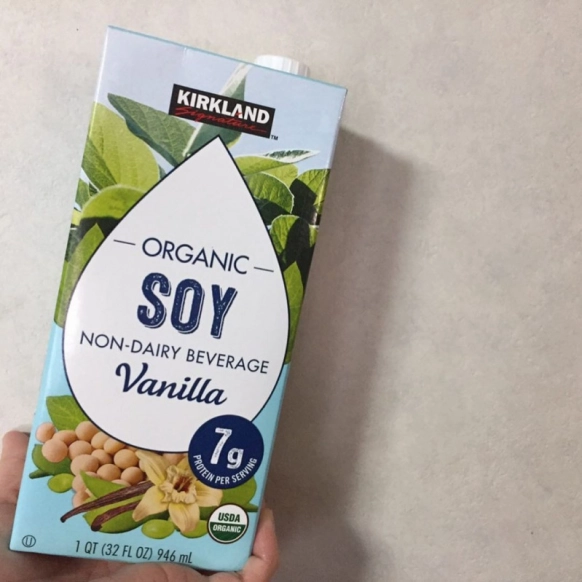 KIRKLAND
Signature™
ORGANIC
SOY
NON-DAIRY BEVERAGE
Vanilla
7g
PROTEIN PER SERVING
USDA
ORGANIC
1 QT (32 FL OZ) 946 mL